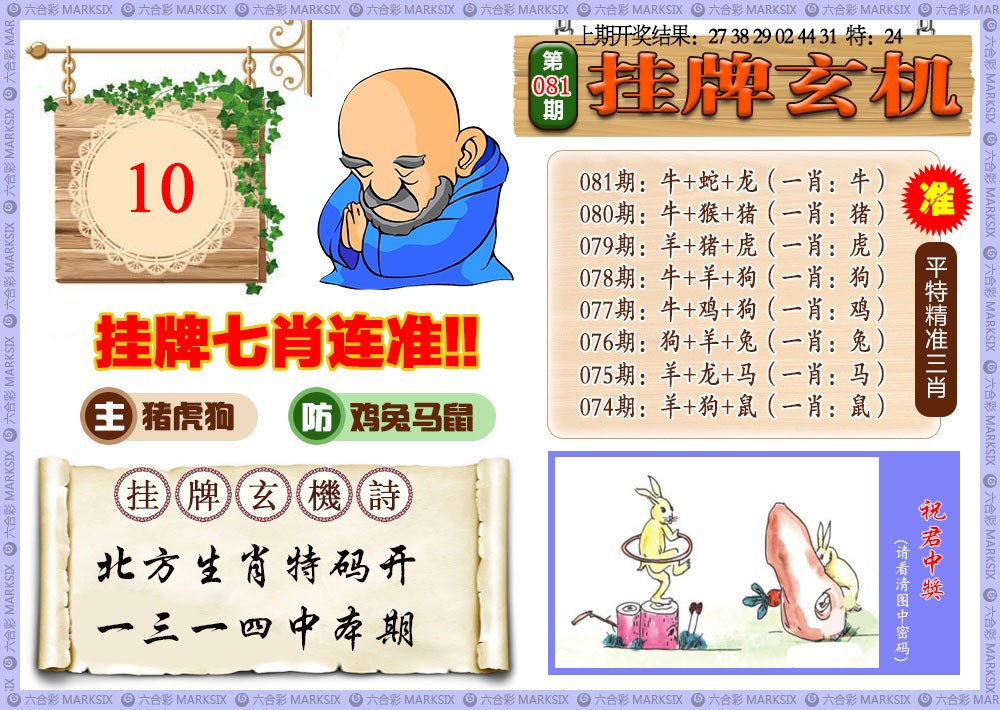 六合彩 MARKSIX
上期开奖结果：27 38 29 02 44 31 特：24
第
081
期
挂牌玄机
10
081期：牛+蛇+龙（一肖：牛）
080期：牛+猴+猪（一肖：猪）
079期：羊+猪+虎（一肖：虎）
078期：牛+羊+狗（一肖：狗）
077期：牛+鸡+狗（一肖：鸡）
076期：狗+羊+兔（一肖：兔）
075期：羊+龙+马（一肖：马）
074期：羊+狗+鼠（一肖：鼠）
准
平特精准三肖
挂牌七肖连准!!
主 猪虎狗
防 鸡兔马鼠
挂牌玄機詩
北方生肖特码开
一三一四中本期
祝君中奖
（请看清图中密码）